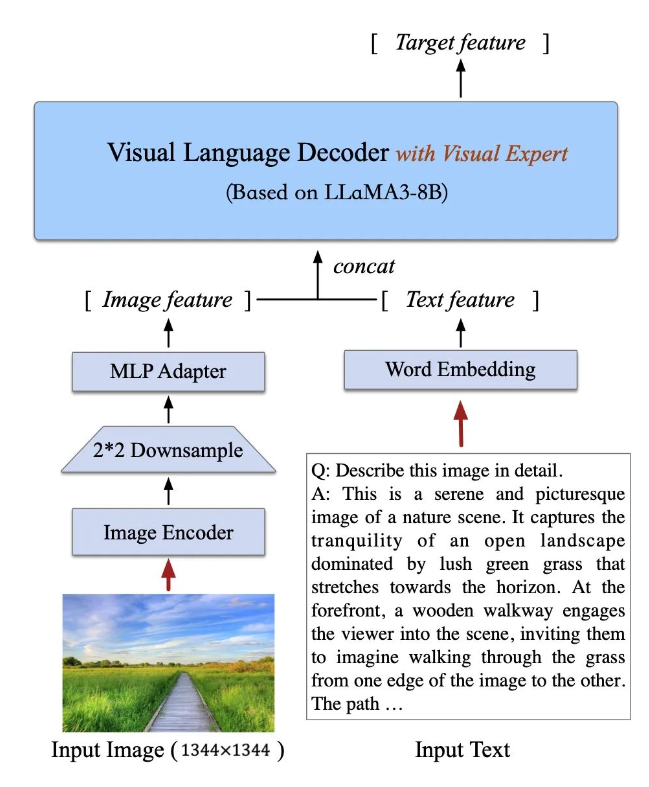 [ Target feature ]
Visual Language Decoder with Visual Expert
(Based on LLaMA3-8B)
concat
[ Image feature ] [ Text feature ]
MLP Adapter
Word Embedding
2*2 Downsample
Image Encoder
Q: Describe this image in detail.
A: This is a serene and picturesque
image of a nature scene. It captures the
tranquility of an open landscape
dominated by lush green grass that
stretches towards the horizon. At the
forefront, a wooden walkway engages
the viewer into the scene, inviting them
to imagine walking through the grass
from one edge of the image to the other.
The path …
Input Image ( 1344×1344 )
Input Text